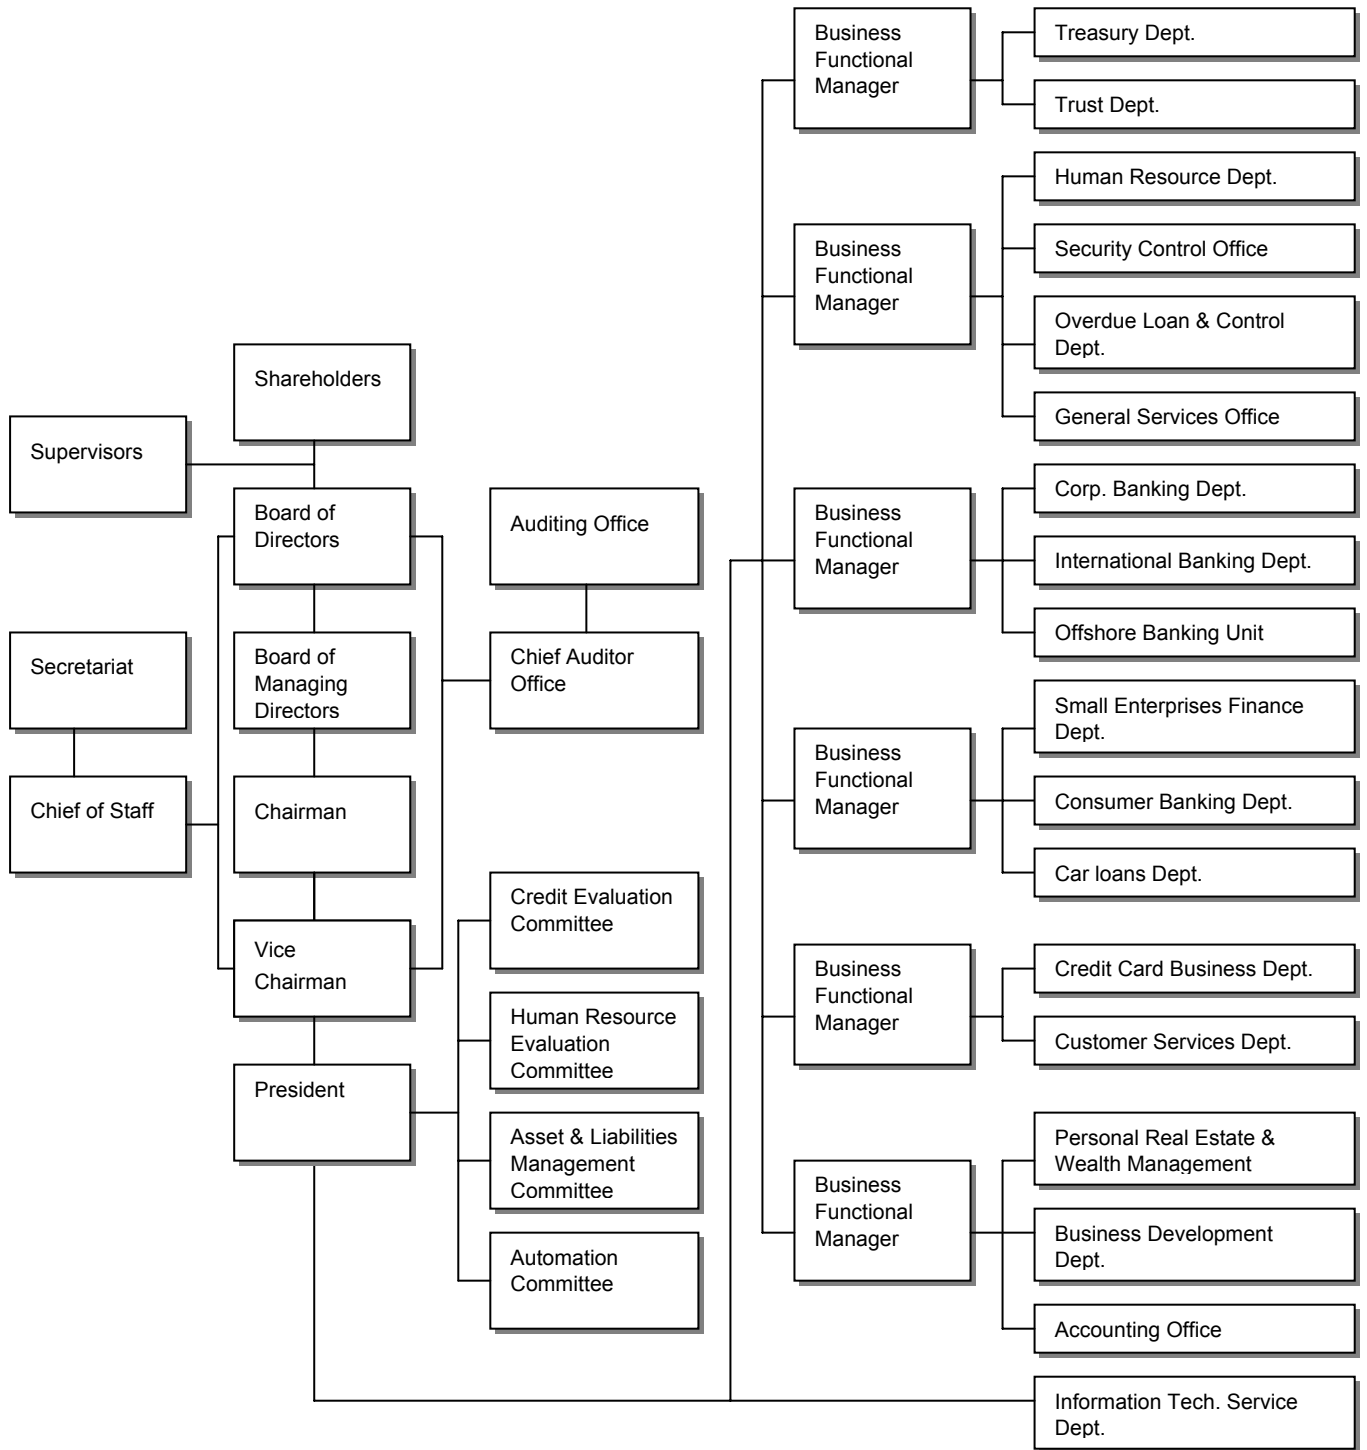 Shareholders
Supervisors
Board of
Directors
Auditing Office
Secretariat
Board of
Managing
Directors
Chief Auditor
Office
Chief of Staff
Chairman
Vice
Chairman
President
Credit Evaluation
Committee
Human Resource
Evaluation
Committee
Asset & Liabilities
Management
Committee
Automation
Committee
Business
Functional
Manager
Treasury Dept.
Trust Dept.
Business
Functional
Manager
Human Resource Dept.
Security Control Office
Overdue Loan & Control
Dept.
General Services Office
Business
Functional
Manager
Corp. Banking Dept.
International Banking Dept.
Offshore Banking Unit
Business
Functional
Manager
Small Enterprises Finance
Dept.
Consumer Banking Dept.
Car loans Dept.
Business
Functional
Manager
Credit Card Business Dept.
Customer Services Dept.
Business
Functional
Manager
Personal Real Estate &
Wealth Management
Business Development
Dept.
Accounting Office
Information Tech. Service
Dept.